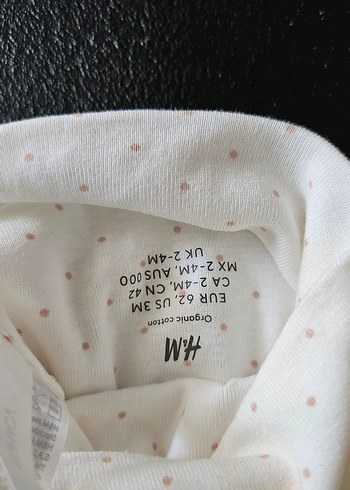 H&M
Organic cotton
EUR 62, US 3M
CA 2-4M, CN 42
MX 2-4M, AUS 000
UK 2-4M